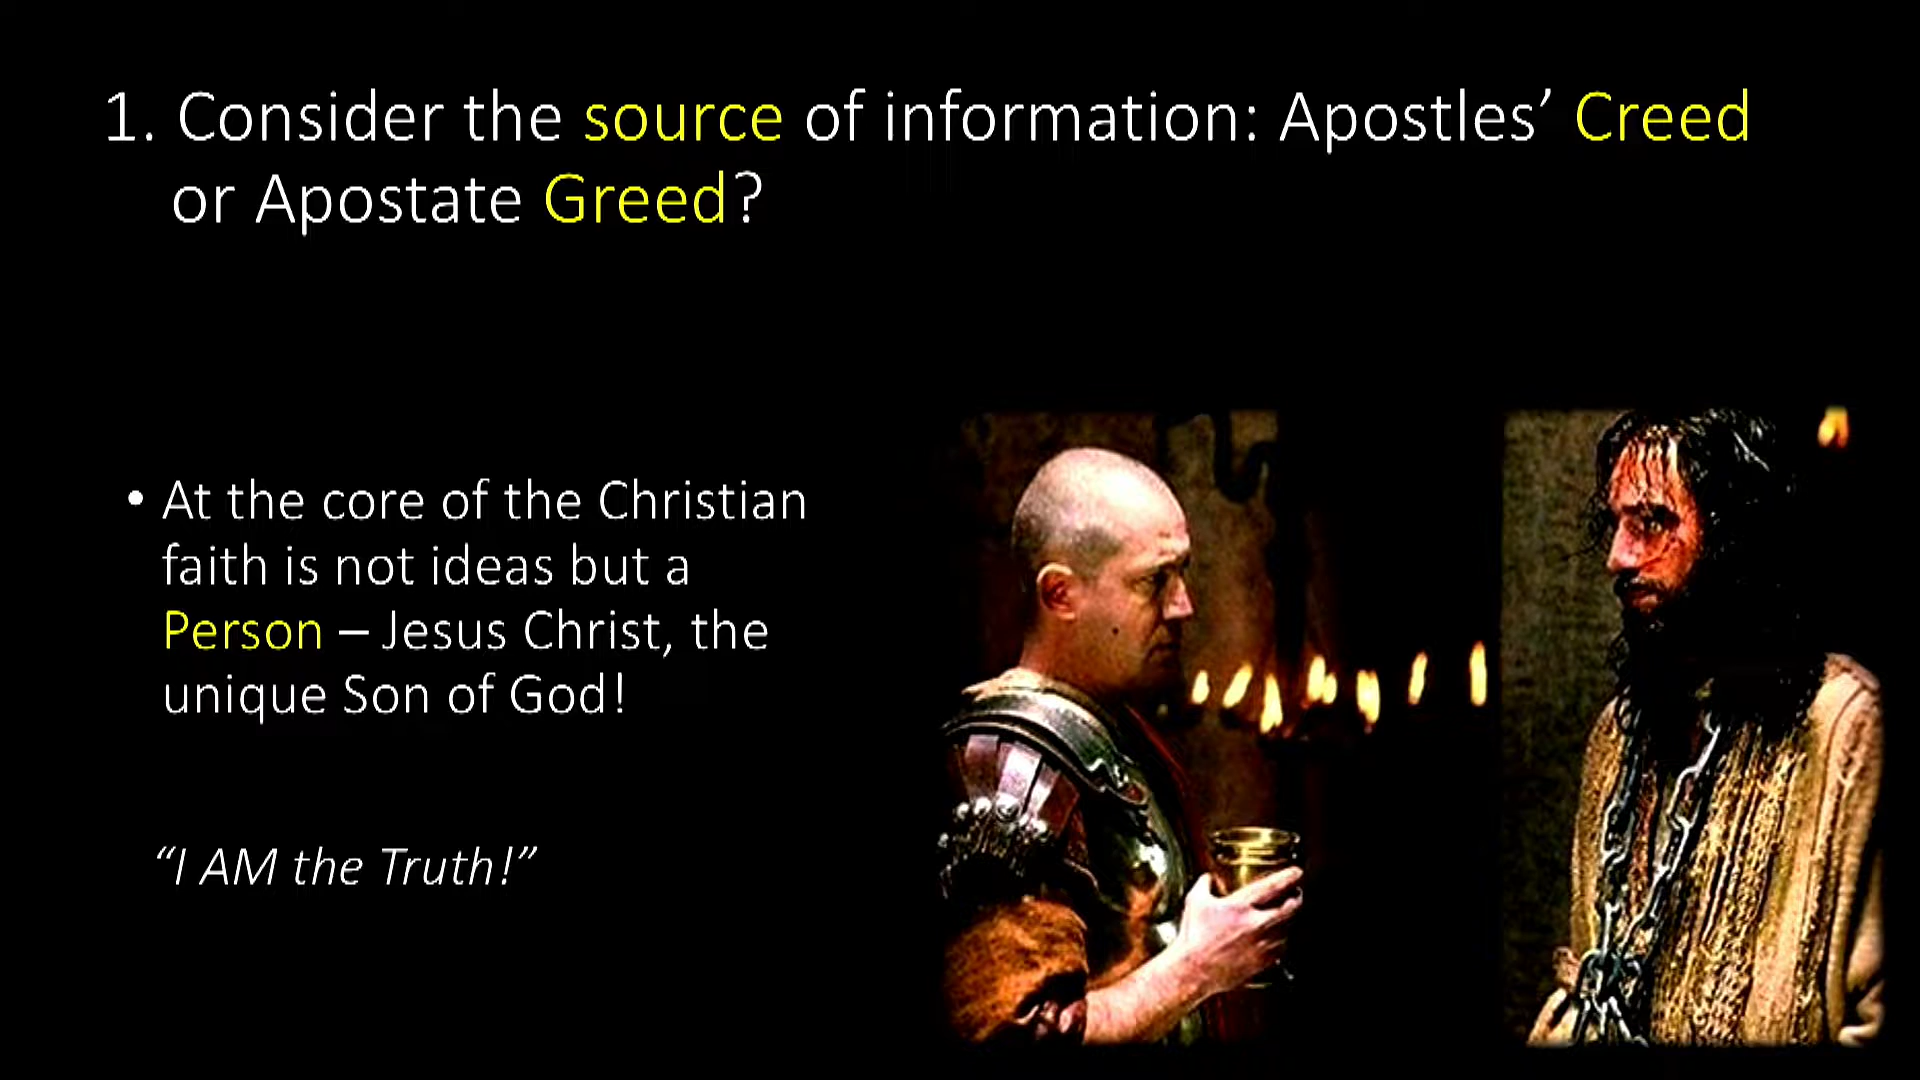 1. Consider the source of information: Apostles’ Creed
or Apostate Greed?
• At the core of the Christian
faith is not ideas but a
Person – Jesus Christ, the
unique Son of God!
“I AM the Truth!”